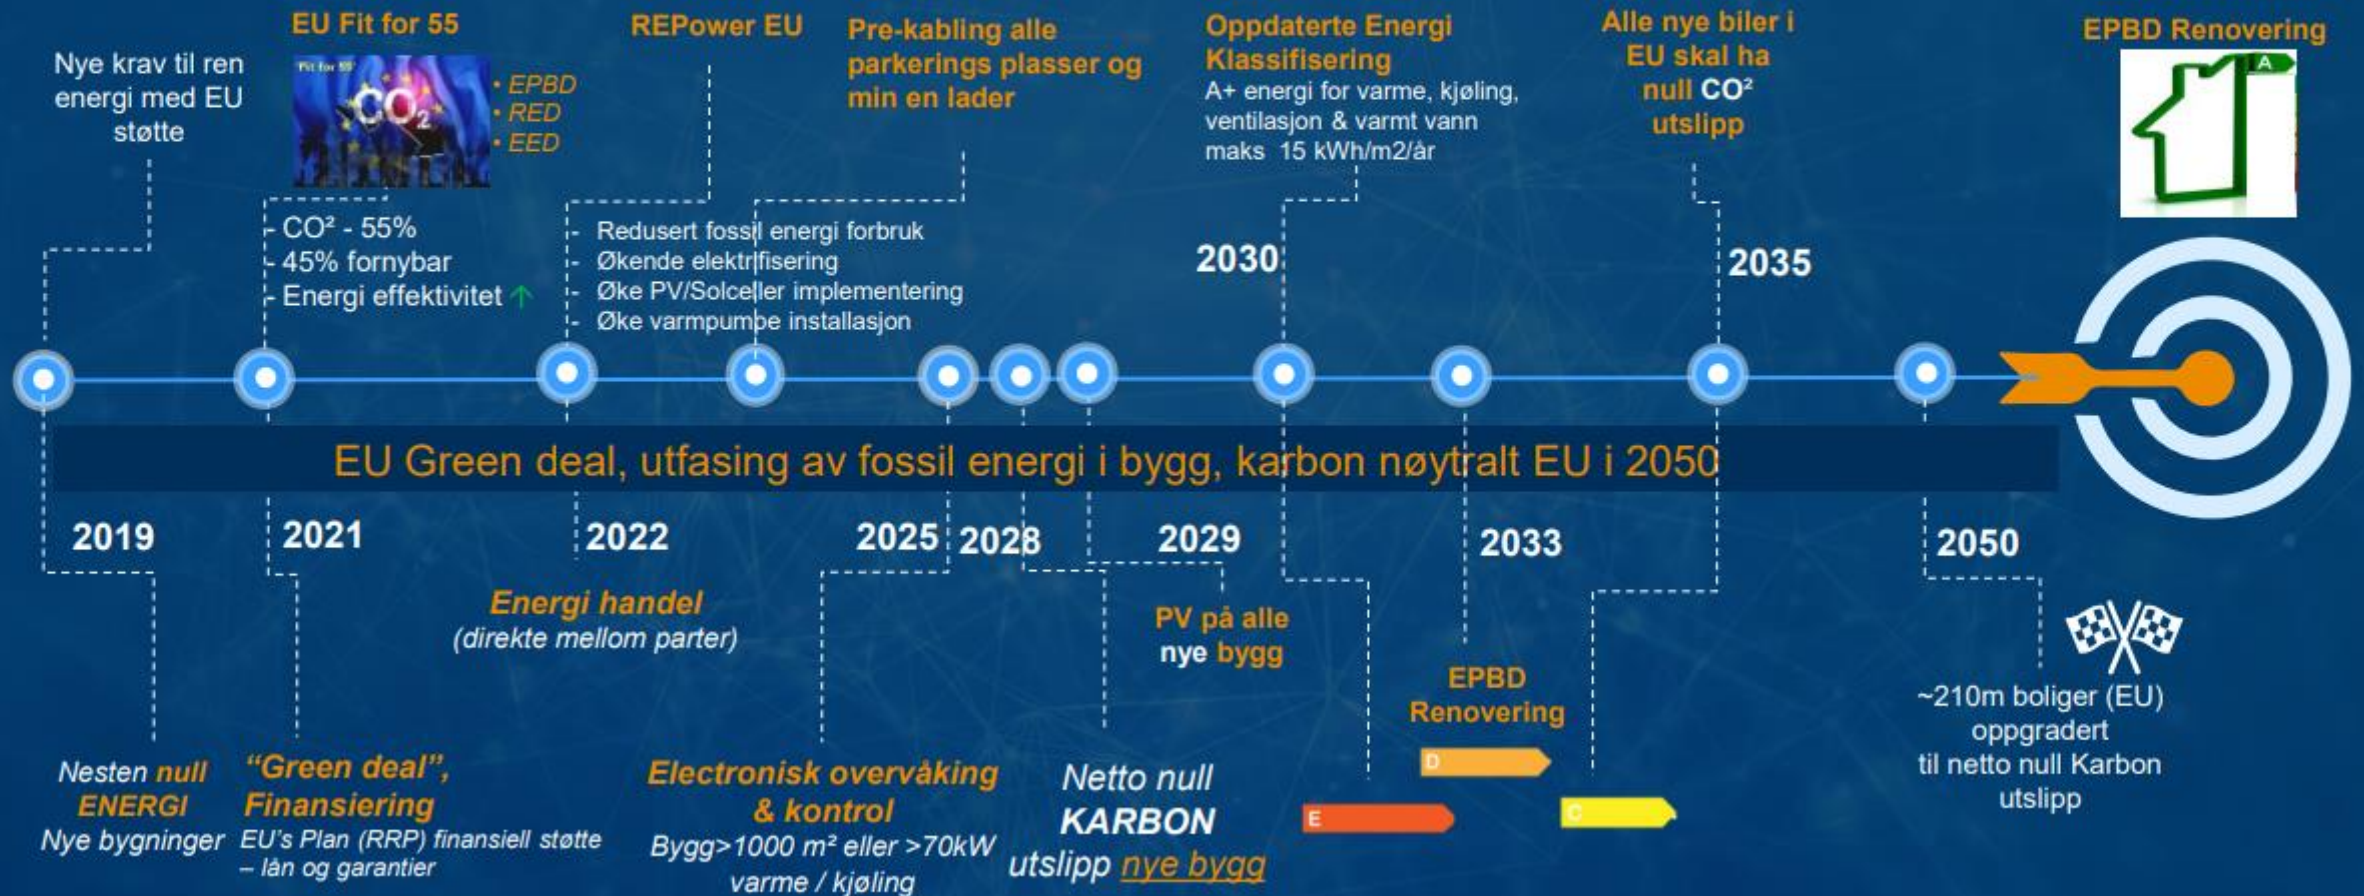 Nye krav til ren
energi med EU
støtte
EU Fit for 55
"Fit for 55"
CO2
• EPBD
• RED
• EED
- CO² - 55%
- 45% fornybar
- Energi effektivitet ↑
REPower EU
- Redusert fossil energi forbruk
- Økende elektrifisering
- Øke PV/Solceller implementering
- Øke varmpumpe installasjon
Pre-kabling alle
parkerings plasser og
min en lader
Oppdaterte Energi
Klassifisering
A+ energi for varme, kjøling,
ventilasjon & varmt vann
maks 15 kWh/m2/år
2030
Alle nye biler i
EU skal ha
null CO²
utslipp
2035
EPBD Renovering
A
EU Green deal, utfasing av fossil energi i bygg, karbon nøytralt EU i 2050
2019
2021
2022
2025
2028
2029
2033
2050
Nesten null
ENERGI
Nye bygninger
“Green deal”,
Finansiering
EU's Plan (RRP) finansiell støtte
– lån og garantier
Energi handel
(direkte mellom parter)
Electronisk overvåking
& kontrol
Bygg>1000 m² eller >70kW
varme / kjøling
Netto null
KARBON
utslipp nye bygg
PV på alle
nye bygg
E
EPBD
Renovering
D
C
~210m boliger (EU)
oppgradert
til netto null Karbon
utslipp